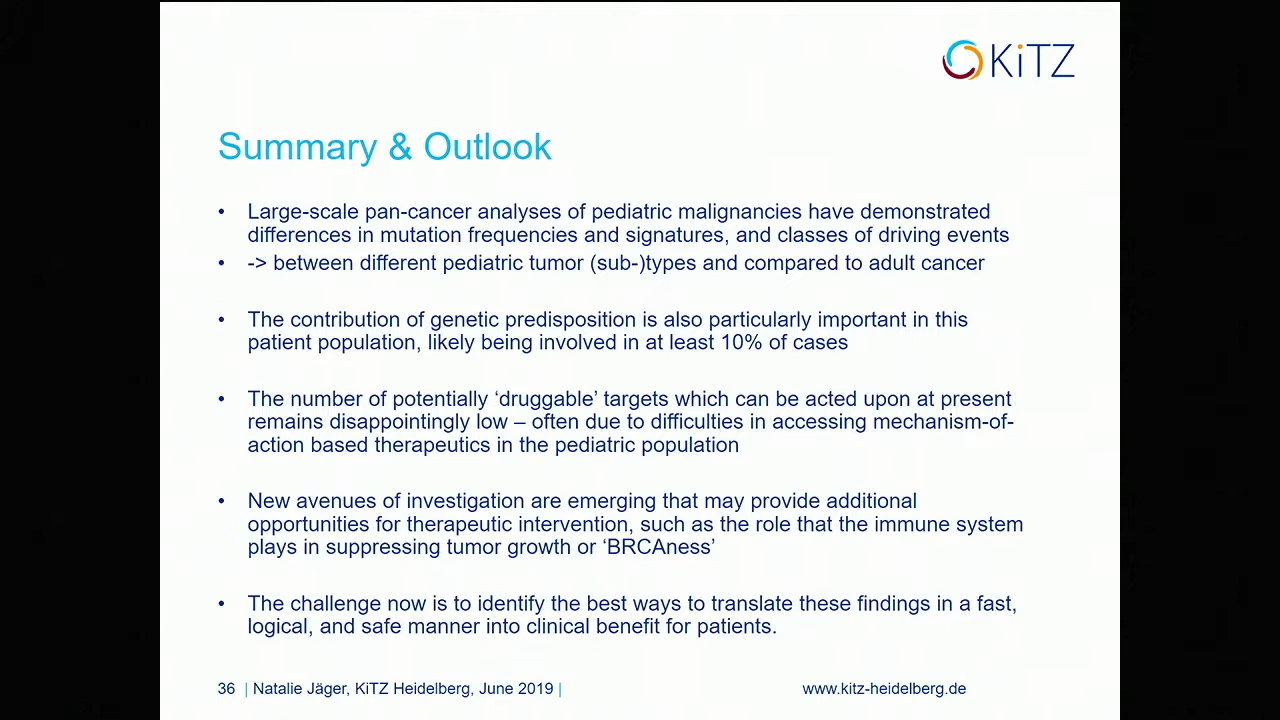 KiTZ
Summary & Outlook
• Large-scale pan-cancer analyses of pediatric malignancies have demonstrated
differences in mutation frequencies and signatures, and classes of driving events
• -> between different pediatric tumor (sub-)types and compared to adult cancer
• The contribution of genetic predisposition is also particularly important in this
patient population, likely being involved in at least 10% of cases
• The number of potentially ‘druggable’ targets which can be acted upon at present
remains disappointingly low – often due to difficulties in accessing mechanism-of-
action based therapeutics in the pediatric population
• New avenues of investigation are emerging that may provide additional
opportunities for therapeutic intervention, such as the role that the immune system
plays in suppressing tumor growth or ‘BRCAness’
• The challenge now is to identify the best ways to translate these findings in a fast,
logical, and safe manner into clinical benefit for patients.
36 | Natalie Jäger, KiTZ Heidelberg, June 2019 | www.kitz-heidelberg.de